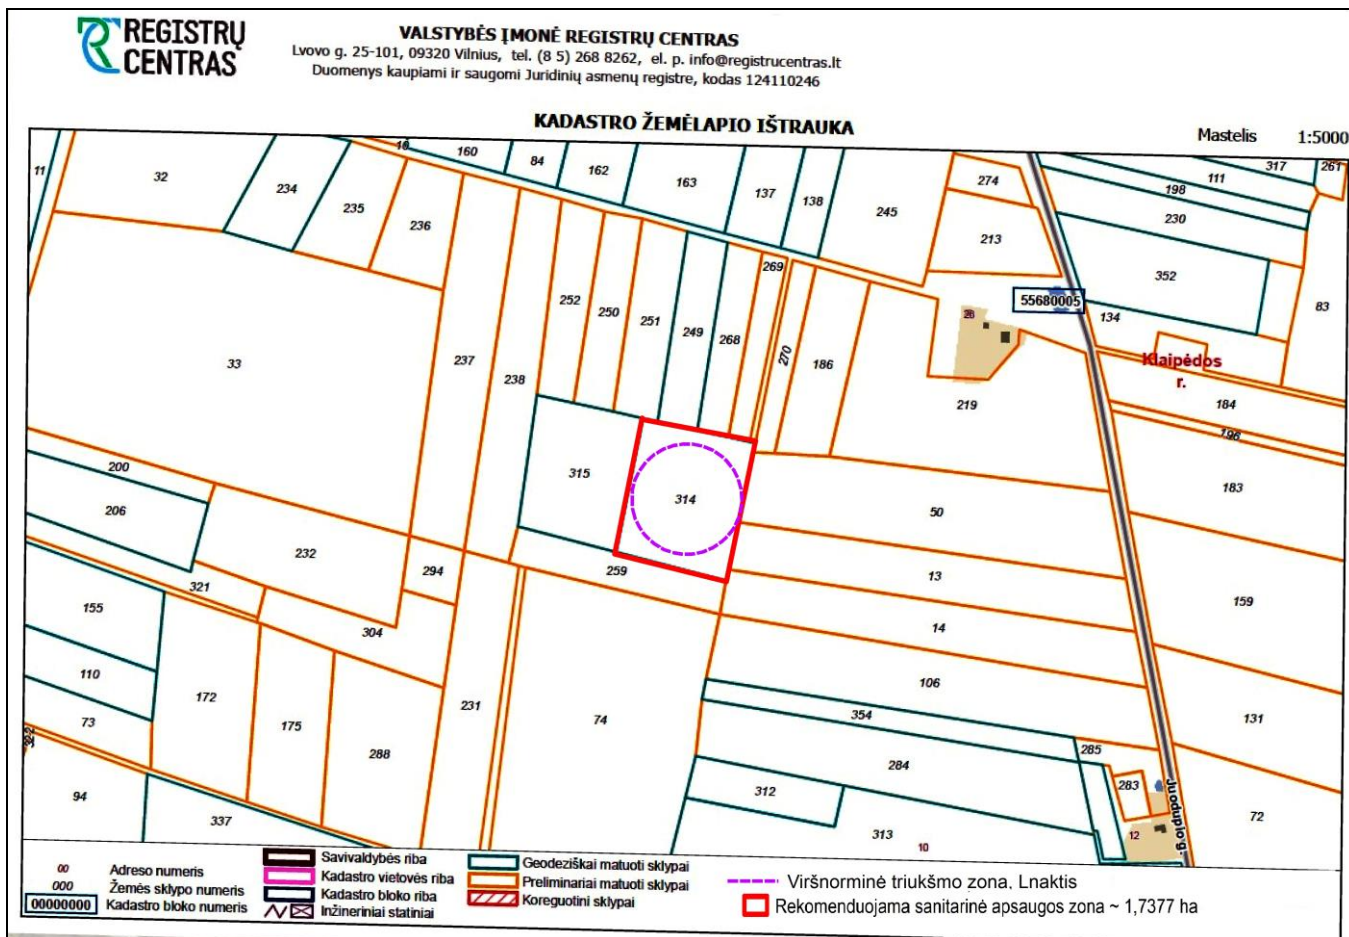 REGISTRŲ
CENTRAS
VALSTYBĖS ĮMONĖ REGISTRŲ CENTRAS
Lvovo g. 25-101, 09320 Vilnius, tel. (8 5) 268 8262, el. p. info@registrucentras.lt
Duomenys kaupiami ir saugomi Juridinių asmenų registre, kodas 124110246
KADASTRO ŽEMĖLAPIO IŠTRAUKA
Mastelis 1:5000
11 32 234 235 236 10 160 84 162 163 137 138 245 274 213 111 317 261
198
230
352
83
134
55680005
269
252 250 251 249 268 270 186
26
219
Klaipėdos
r.
184
196
33 237 238
315 314
50
183
200
206
232
294
259
13
159
321
155
304
14
110
172
175
288
231
74
106
354
131
73
322
285
284
283
312
313
10
12
Juoduplio g.
72
94
337
00 Adreso numeris
000 Žemės sklypo numeris
00000000 Kadastro bloko numeris
Savivaldybės riba
Kadastro vietovės riba
Kadastro bloko riba
Inžineriniai statiniai
Geodeziškai matuoti sklypai
Preliminariai matuoti sklypai
Koreguotini sklypai
Viršnorminė triukšmo zona, Lnaktis
Rekomenduojama sanitarinė apsaugos zona ~ 1,7377 ha